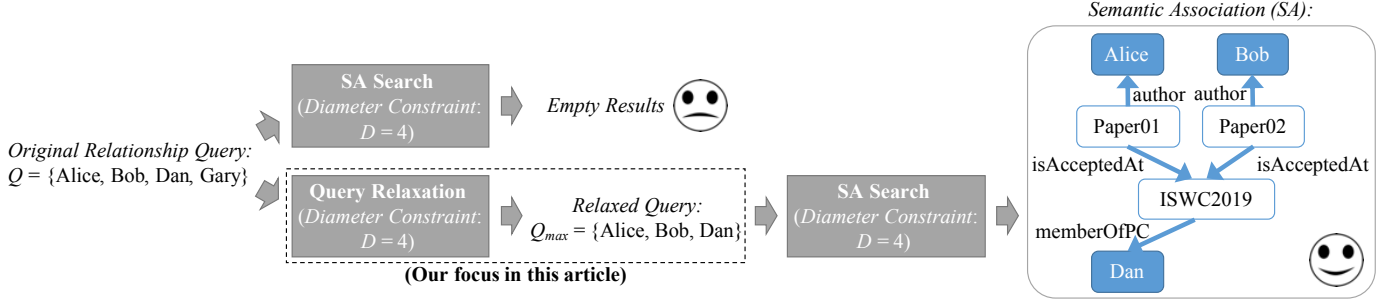 Original Relationship Query:
Q = {Alice, Bob, Dan, Gary}
SA Search
(Diameter Constraint:
D = 4)
Empty Results
Query Relaxation
(Diameter Constraint:
D = 4)
Relaxed Query:
Qmax = {Alice, Bob, Dan}
(Our focus in this article)
SA Search
(Diameter Constraint:
D = 4)
Semantic Association (SA):
Alice
Bob
author
author
Paper01
Paper02
isAcceptedAt
isAcceptedAt
ISWC2019
memberOfPC
Dan